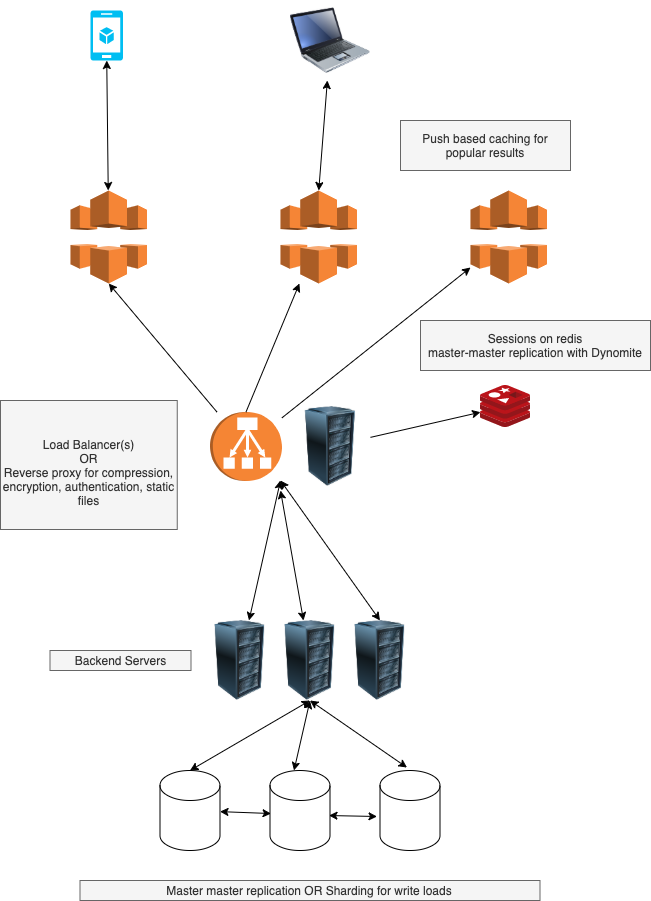 Push based caching for
popular results
Sessions on redis
master-master replication with Dynomite
Load Balancer(s)
OR
Reverse proxy for compression,
encryption, authentication, static
files
Backend Servers
Master master replication OR Sharding for write loads